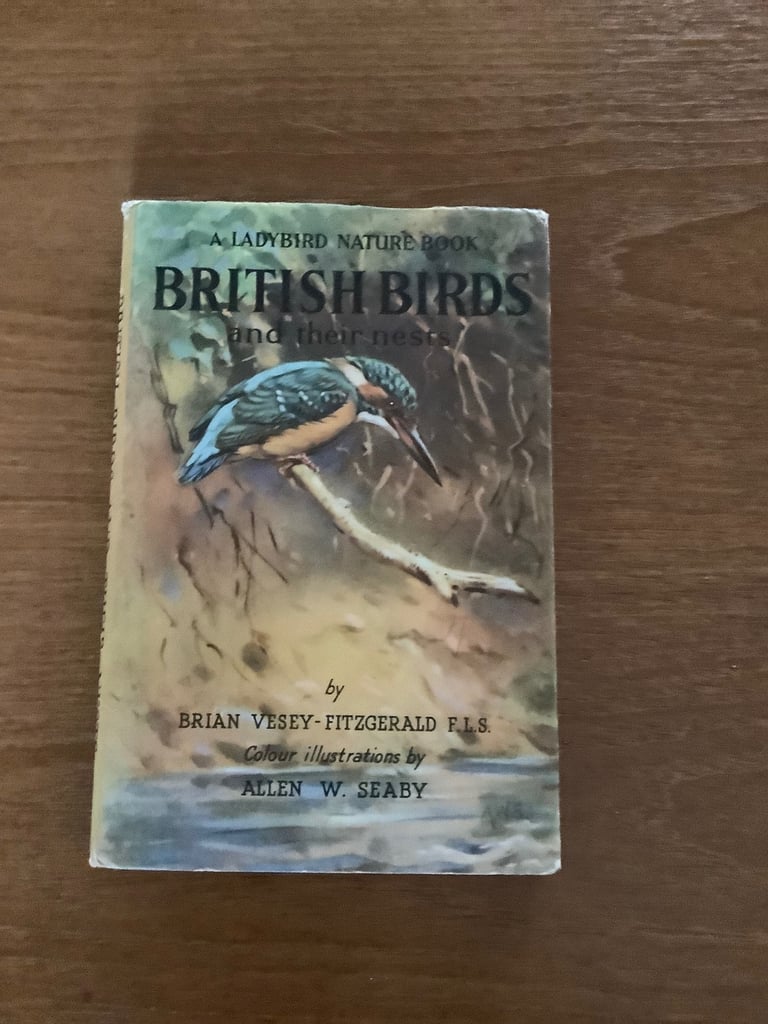 A LADYBIRD NATURE BOOK
BRITISH BIRDS
and their nests
by
BRIAN VESEY-FITZGERALD F.L.S.
Colour illustrations by
ALLEN W. SEABY